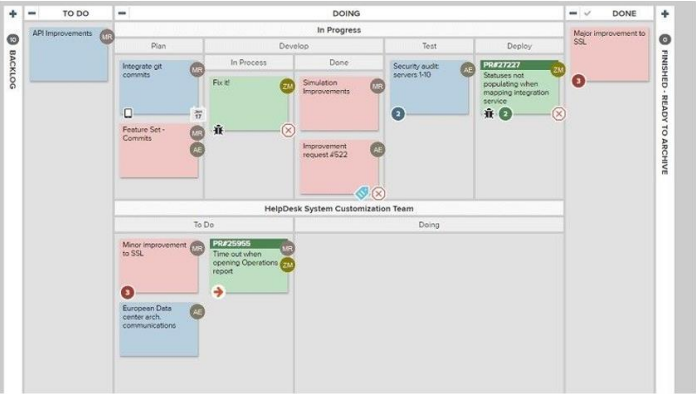 TO DO
DOING
DONE
10
BACKLOG
0
FINISHED - READY TO ARCHIVE
In Progress
Plan
Develop
Test
Deploy
In Process
Done
API Improvements
MR
Integrate git
commits
MR
Jan
17
Feature Set -
Commits
MR
AE
Fix it!
ZM
Simulation
Improvements
MR
Improvement
request #522
AE
Security audit:
servers 1-10
AE
2
PR#27227
ZM
Statuses not
populating when
mapping integration
service
2
Major improvement to
SSL
3
HelpDesk System Customization Team
To Do
Doing
Minor improvement
to SSL
MR
3
PR#25955
MR
Time out when
opening Operations
report
ZM
European Data
center arch.
communications
AE